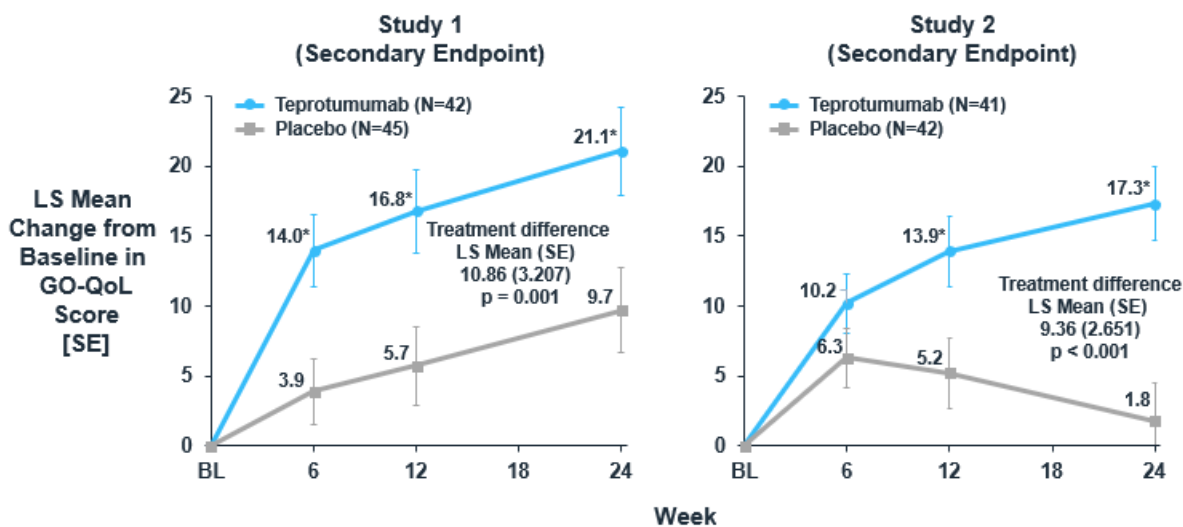 Study 1
(Secondary Endpoint)
LS Mean
Change from
Baseline in
GO-QoL
Score
[SE]
25
20
15
10
5
0
Teprotumumab (N=42)
Placebo (N=45)
14.0*
16.8*
21.1*
3.9
5.7
9.7
Treatment difference
LS Mean (SE)
10.86 (3.207)
p = 0.001
BL
6
12
18
24
Study 2
(Secondary Endpoint)
25
20
15
10
5
0
Teprotumumab (N=41)
Placebo (N=42)
10.2
13.9*
17.3*
6.3
5.2
1.8
Treatment difference
LS Mean (SE)
9.36 (2.651)
p < 0.001
BL
6
12
18
24
Week